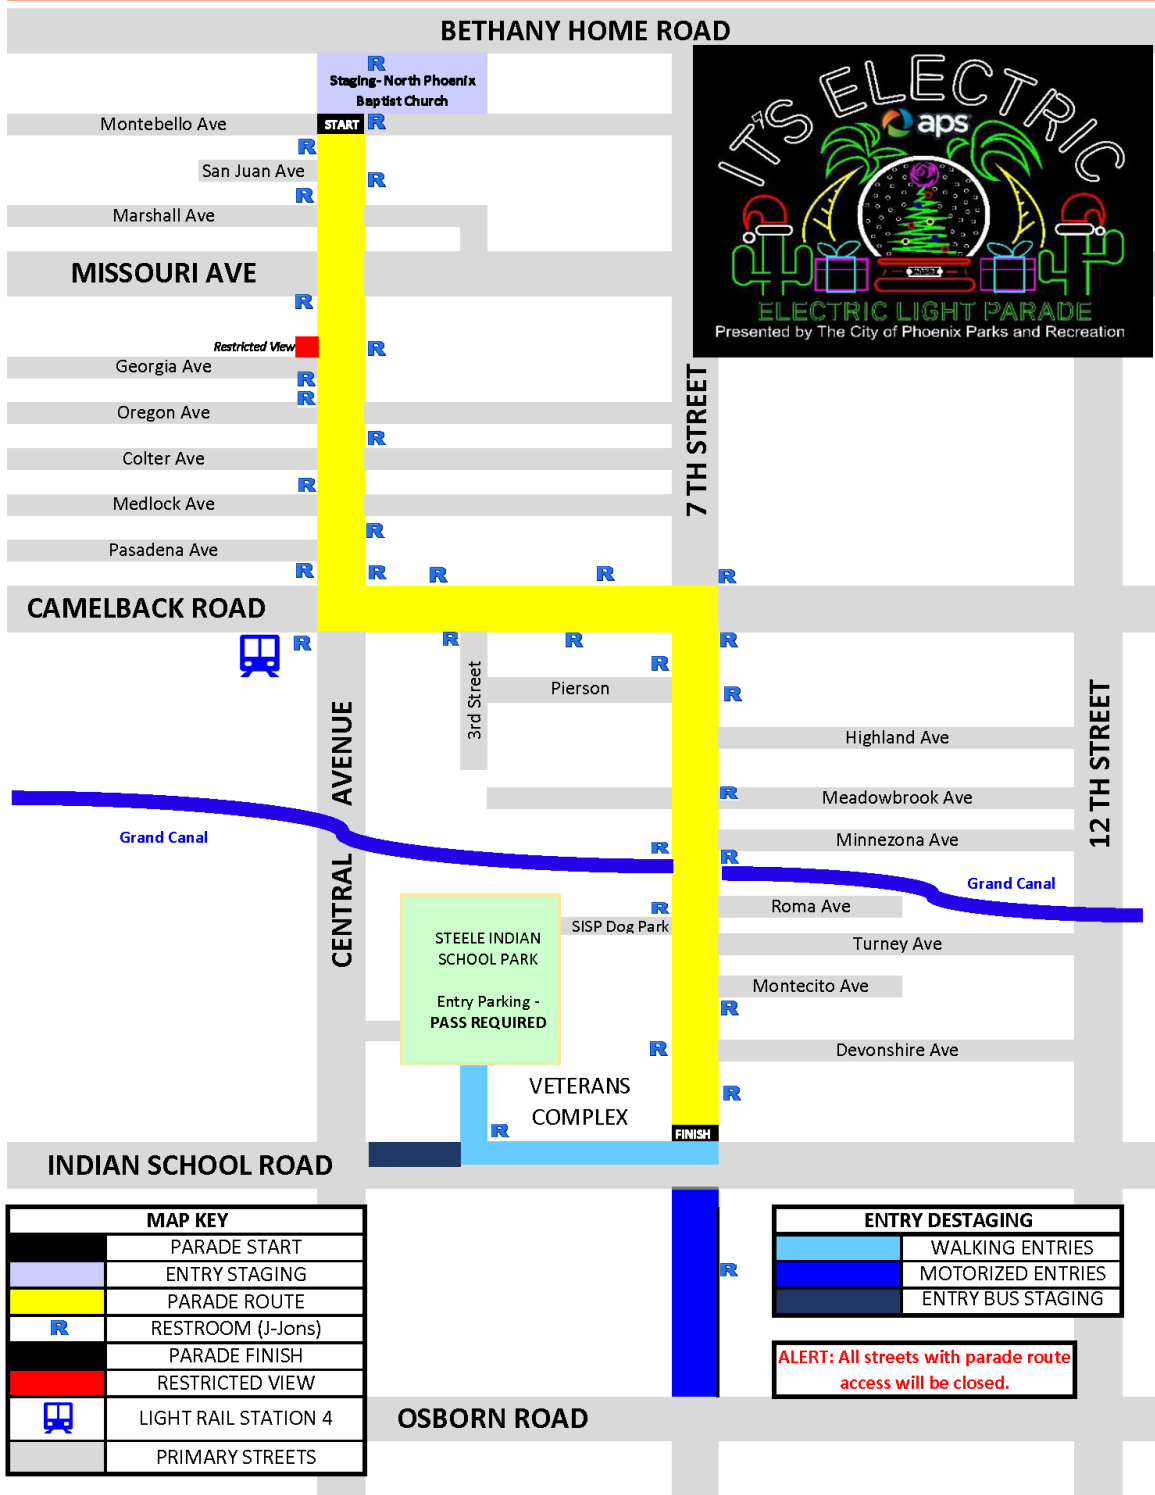 BETHANY HOME ROAD
R
Staging- North Phoenix
Baptist Church
IT'S ELECTRIC
aps
ELECTRIC LIGHT PARADE
Presented by The City of Phoenix Parks and Recreation
Montebello Ave
START
R
R
San Juan Ave
R
R
Marshall Ave
MISSOURI AVE
R
Restricted View
R
Georgia Ave
R
R
Oregon Ave
R
Colter Ave
R
Medlock Ave
R
Pasadena Ave
R
R
R
R
R
7 TH STREET
CAMELBACK ROAD
R
R
R
R
R
3rd Street
Pierson
R
CENTRAL AVENUE
Highland Ave
12 TH STREET
R
Meadowbrook Ave
Grand Canal
Minnezona Ave
R
R
Grand Canal
R
Roma Ave
SISP Dog Park
STEELE INDIAN
SCHOOL PARK
Entry Parking -
PASS REQUIRED
Turney Ave
Montecito Ave
R
R
Devonshire Ave
VETERANS
COMPLEX
R
R
FINISH
INDIAN SCHOOL ROAD
MAP KEY
PARADE START
ENTRY STAGING
PARADE ROUTE
R RESTROOM (J-Jons)
PARADE FINISH
RESTRICTED VIEW
LIGHT RAIL STATION 4
PRIMARY STREETS
R
ENTRY DESTAGING
WALKING ENTRIES
MOTORIZED ENTRIES
ENTRY BUS STAGING
ALERT: All streets with parade route
access will be closed.
OSBORN ROAD